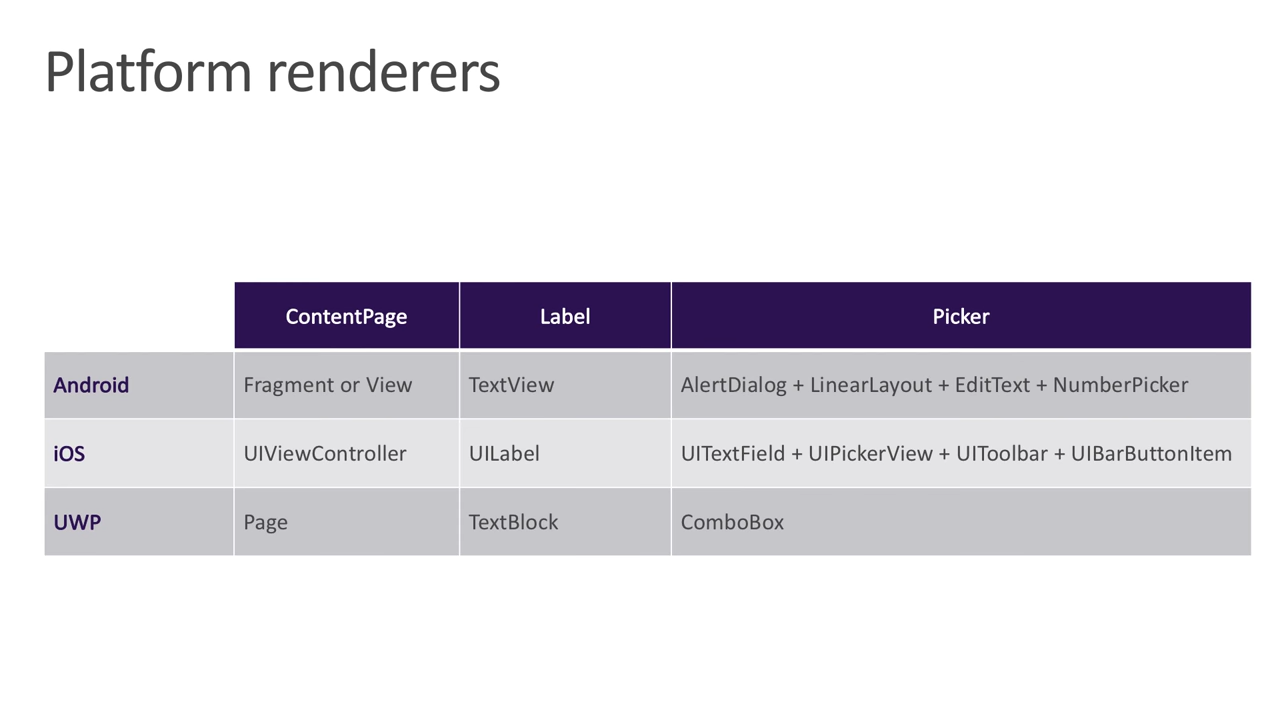 Platform renderers
ContentPage Label Picker
Android Fragment or View TextView AlertDialog + LinearLayout + EditText + NumberPicker
iOS UIViewController UILabel UITextField + UIPickerView + UIToolbar + UIBarButtonItem
UWP Page TextBlock ComboBox